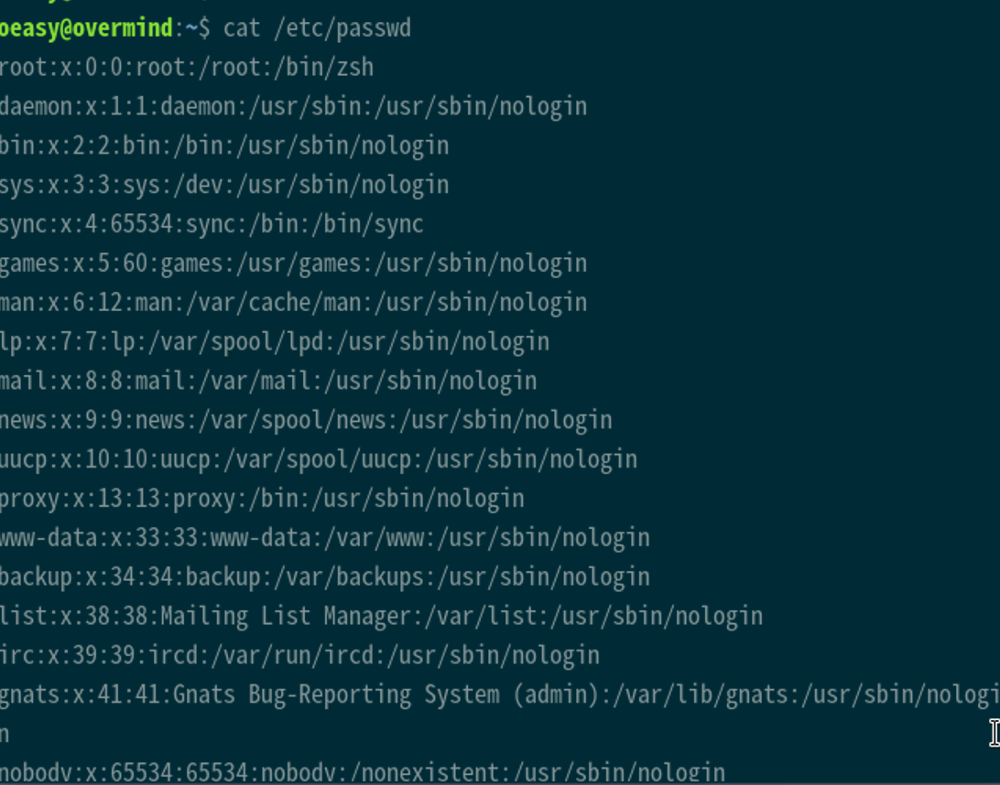 oeasy@overmind:~$ cat /etc/passwd
root:x:0:0:root:/root:/bin/zsh
daemon:x:1:1:daemon:/usr/sbin:/usr/sbin/nologin
bin:x:2:2:bin:/bin:/usr/sbin/nologin
sys:x:3:3:sys:/dev:/usr/sbin/nologin
sync:x:4:65534:sync:/bin:/bin/sync
games:x:5:60:games:/usr/games:/usr/sbin/nologin
man:x:6:12:man:/var/cache/man:/usr/sbin/nologin
lp:x:7:7:lp:/var/spool/lpd:/usr/sbin/nologin
mail:x:8:8:mail:/var/mail:/usr/sbin/nologin
news:x:9:9:news:/var/spool/news:/usr/sbin/nologin
uucp:x:10:10:uucp:/var/spool/uucp:/usr/sbin/nologin
proxy:x:13:13:proxy:/bin:/usr/sbin/nologin
www-data:x:33:33:www-data:/var/www:/usr/sbin/nologin
backup:x:34:34:backup:/var/backups:/usr/sbin/nologin
list:x:38:38:Mailing List Manager:/var/list:/usr/sbin/nologin
irc:x:39:39:ircd:/var/run/ircd:/usr/sbin/nologin
gnats:x:41:41:Gnats Bug-Reporting System (admin):/var/lib/gnats:/usr/sbin/nologi
n
nobody:x:65534:65534:nobody:/nonexistent:/usr/sbin/nologin